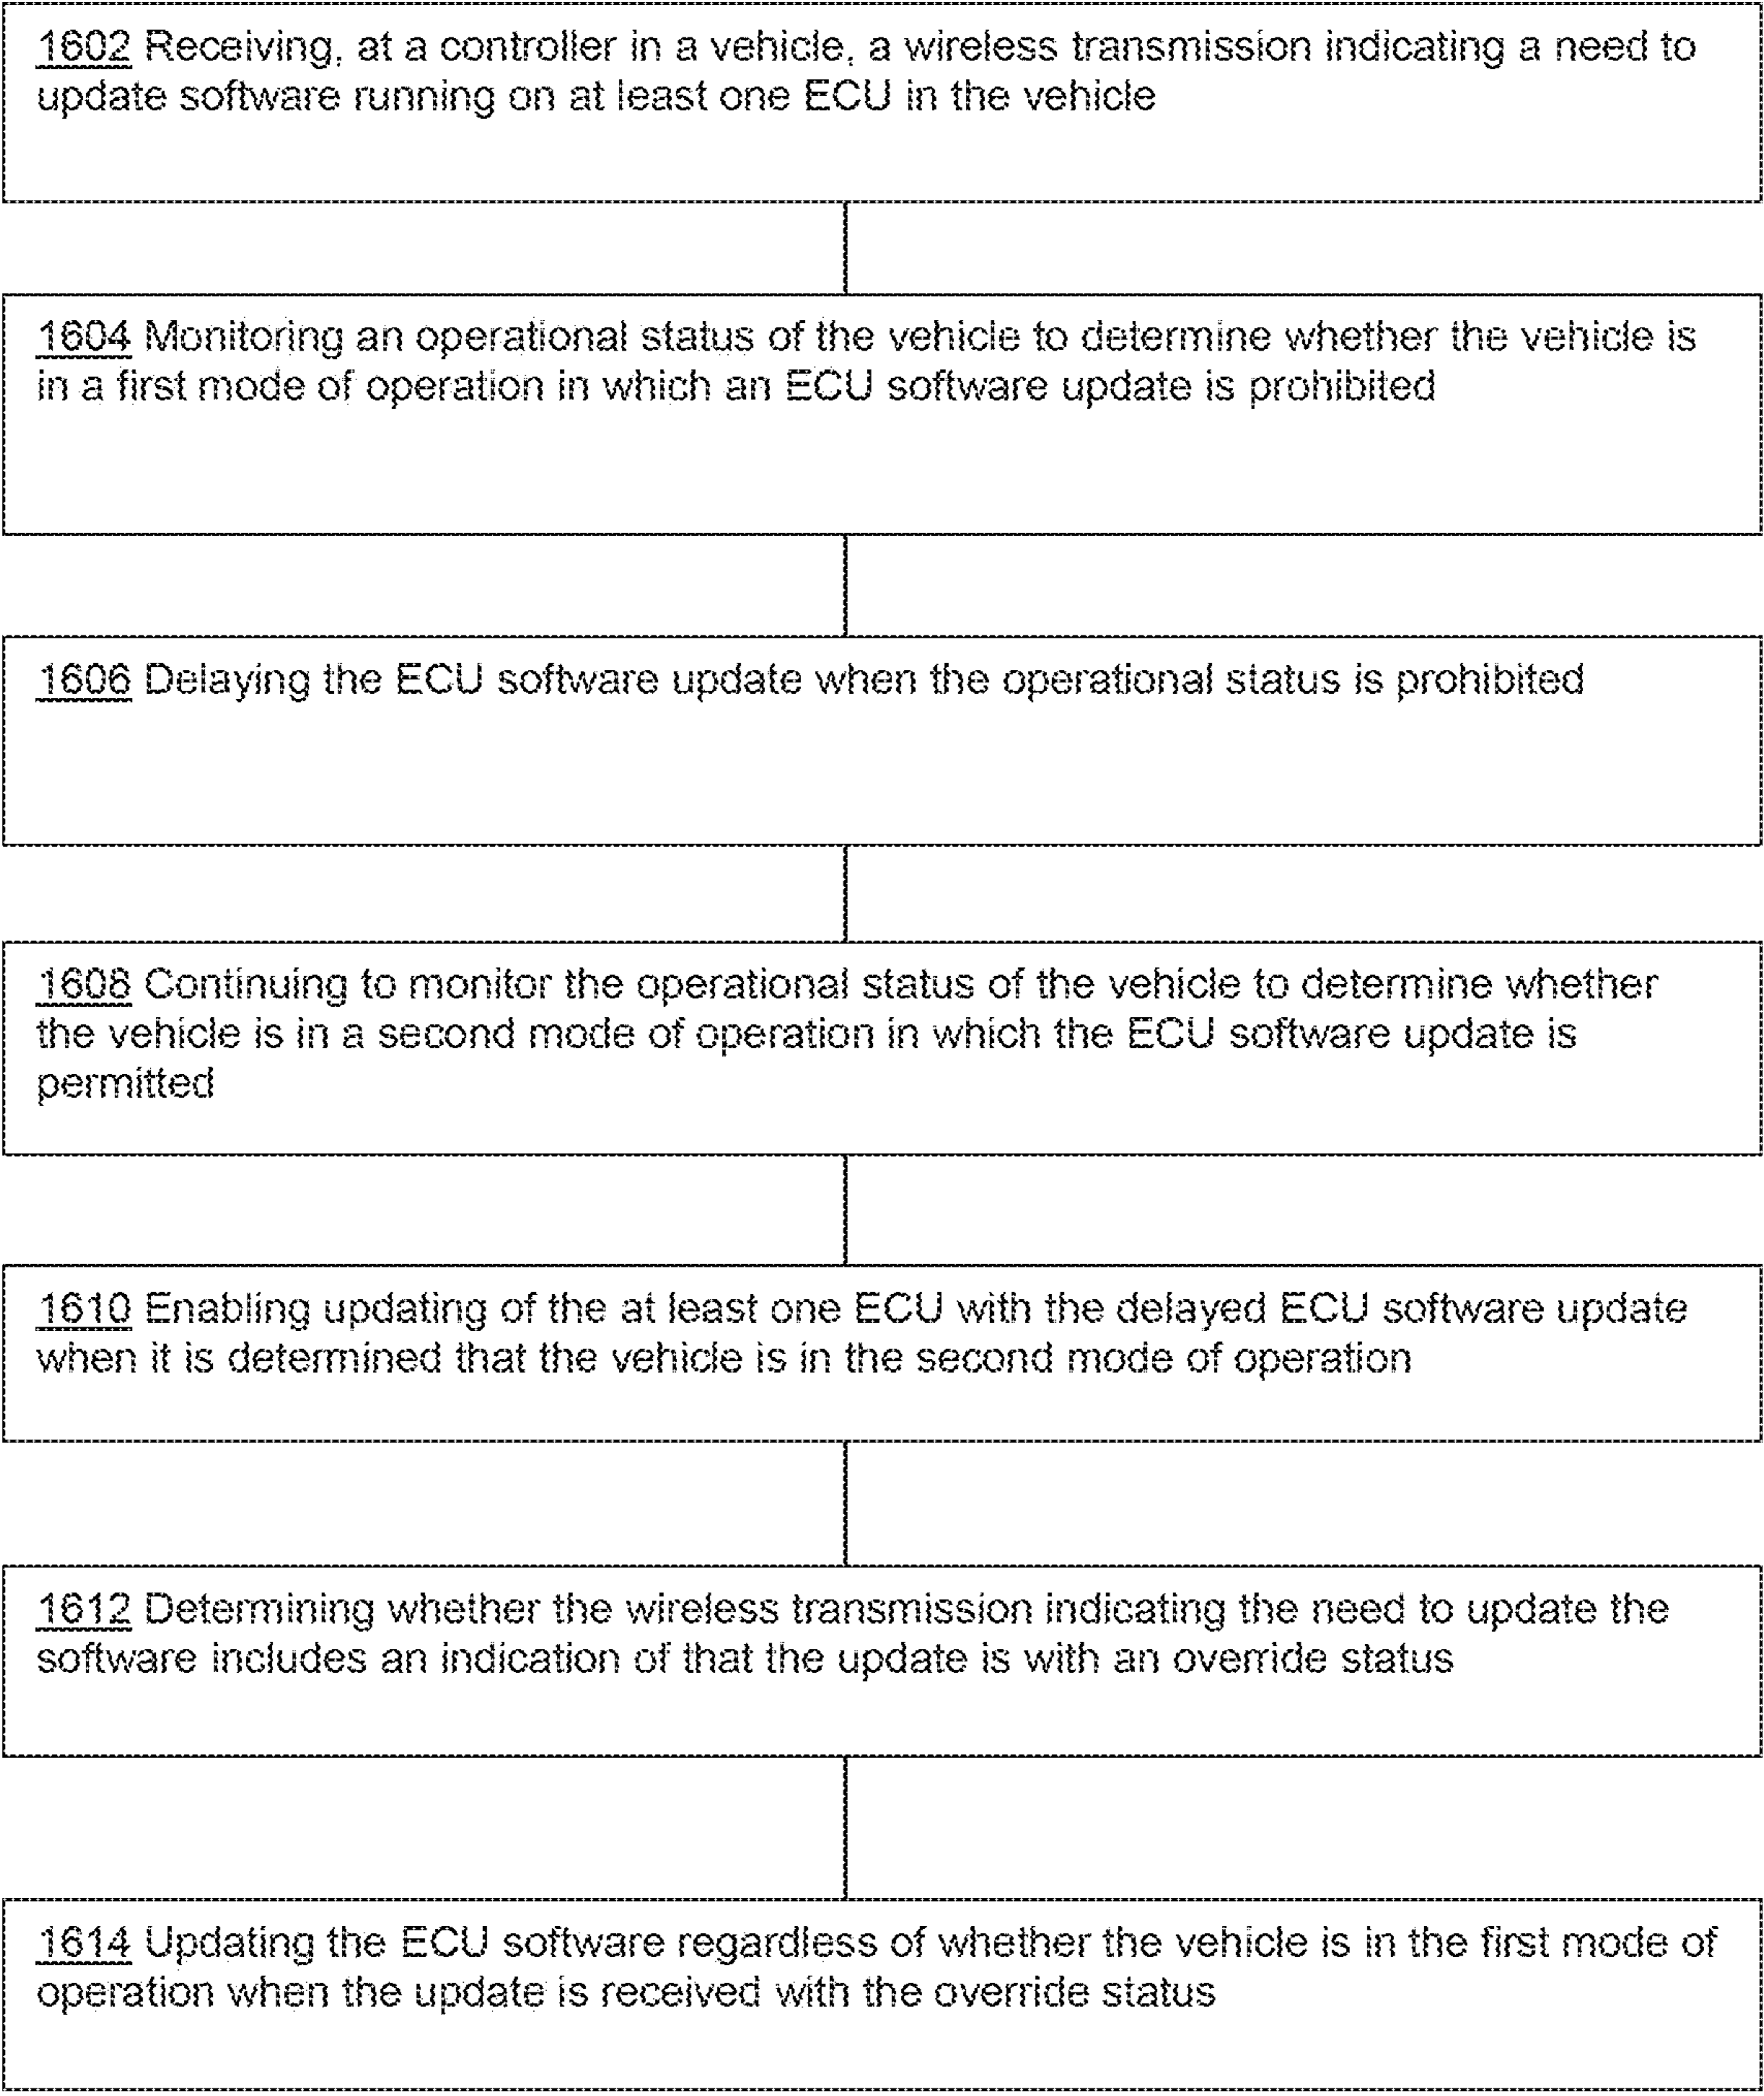 1602 Receiving, at a controller in a vehicle, a wireless transmission indicating a need to
update software running on at least one ECU in the vehicle
1604 Monitoring an operational status of the vehicle to determine whether the vehicle is
in a first mode of operation in which an ECU software update is prohibited
1606 Delaying the ECU software update when the operational status is prohibited
1608 Continuing to monitor the operational status of the vehicle to determine whether
the vehicle is in a second mode of operation in which the ECU software update is
permitted
1610 Enabling updating of the at least one ECU with the delayed ECU software update
when it is determined that the vehicle is in the second mode of operation
1612 Determining whether the wireless transmission indicating the need to update the
software includes an indication of that the update is with an override status
1614 Updating the ECU software regardless of whether the vehicle is in the first mode of
operation when the update is received with the override status